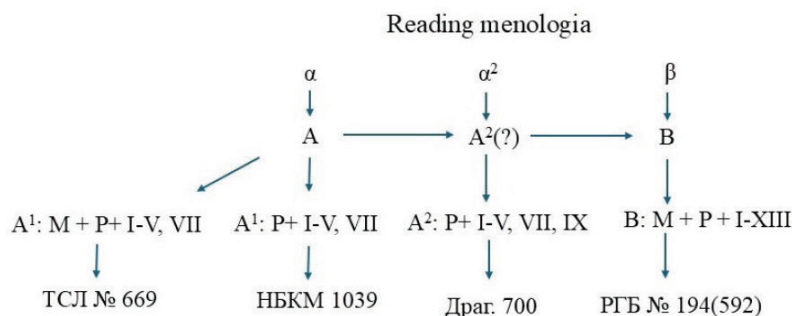 Reading menologia
α α² β
A A²(?) B
A¹: M + P+ I-V, VII A¹: P+ I-V, VII A²: P+ I-V, VII, IX B: M + P + I-XIII
ТСЛ № 669 НБКМ 1039 Драг. 700 РГБ № 194(592)